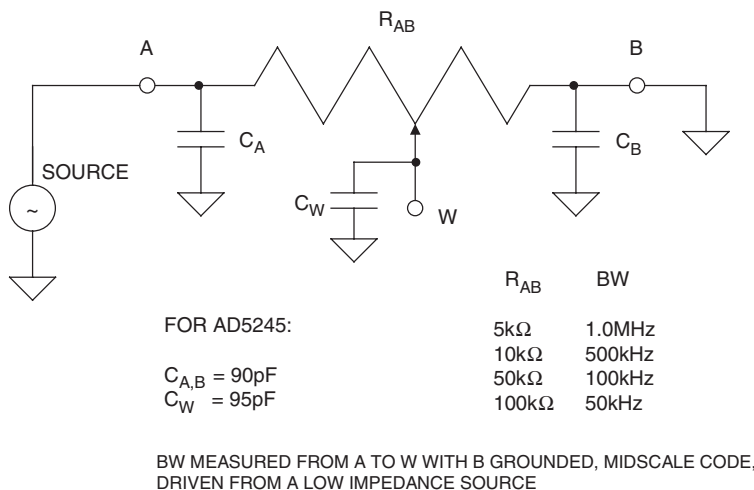 R_AB
A
B
C_A
C_B
SOURCE
~
C_W
W
R_AB BW
FOR AD5245:
5kΩ 1.0MHz
10kΩ 500kHz
C_A,B = 90pF
50kΩ 100kHz
C_W = 95pF
100kΩ 50kHz
BW MEASURED FROM A TO W WITH B GROUNDED, MIDSCALE CODE,
DRIVEN FROM A LOW IMPEDANCE SOURCE